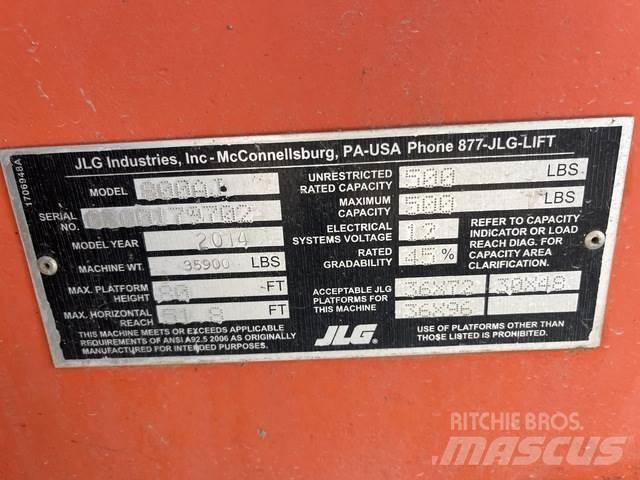 JLG Industries, Inc - McConnellsburg, PA-USA Phone 877-JLG-LIFT
1706948A
MODEL 800AJ
SERIAL NO.
MODEL YEAR 2014
MACHINE WT. 35900 LBS
MAX. PLATFORM HEIGHT 80 FT
MAX. HORIZONTAL REACH 51.8 FT
THIS MACHINE MEETS OR EXCEEDS APPLICABLE
REQUIREMENTS OF ANSI A92.5 2006 AS ORIGINALLY
MANUFACTURED FOR INTENDED PURPOSES.
UNRESTRICTED RATED CAPACITY 500 LBS
MAXIMUM CAPACITY 500 LBS
ELECTRICAL SYSTEMS VOLTAGE 12
RATED GRADABILITY 45%
REFER TO CAPACITY
INDICATOR OR LOAD
REACH DIAG. FOR
CAPACITY AREA
CLARIFICATION.
ACCEPTABLE JLG
PLATFORMS FOR
THIS MACHINE
36X72 30X48
36X96
JLG
USE OF PLATFORMS OTHER THAN
THOSE LISTED IS PROHIBITED.
RITCHIE BROS.
MASCUS